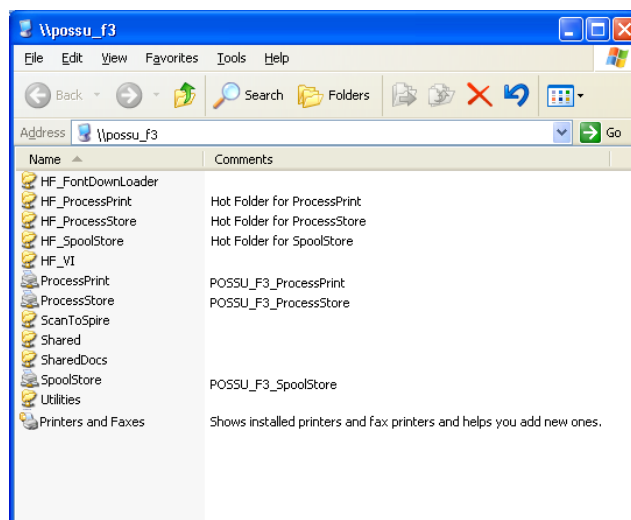 \\possu_f3
File Edit View Favorites Tools Help
Back Search Folders
Address \\possu_f3 Go
Name Comments
HF_FontDownLoader
HF_ProcessPrint Hot Folder for ProcessPrint
HF_ProcessStore Hot Folder for ProcessStore
HF_SpoolStore Hot Folder for SpoolStore
HF_VI
ProcessPrint POSSU_F3_ProcessPrint
ProcessStore POSSU_F3_ProcessStore
ScanToSpire
Shared
SharedDocs
SpoolStore POSSU_F3_SpoolStore
Utilities
Printers and Faxes Shows installed printers and fax printers and helps you add new ones.